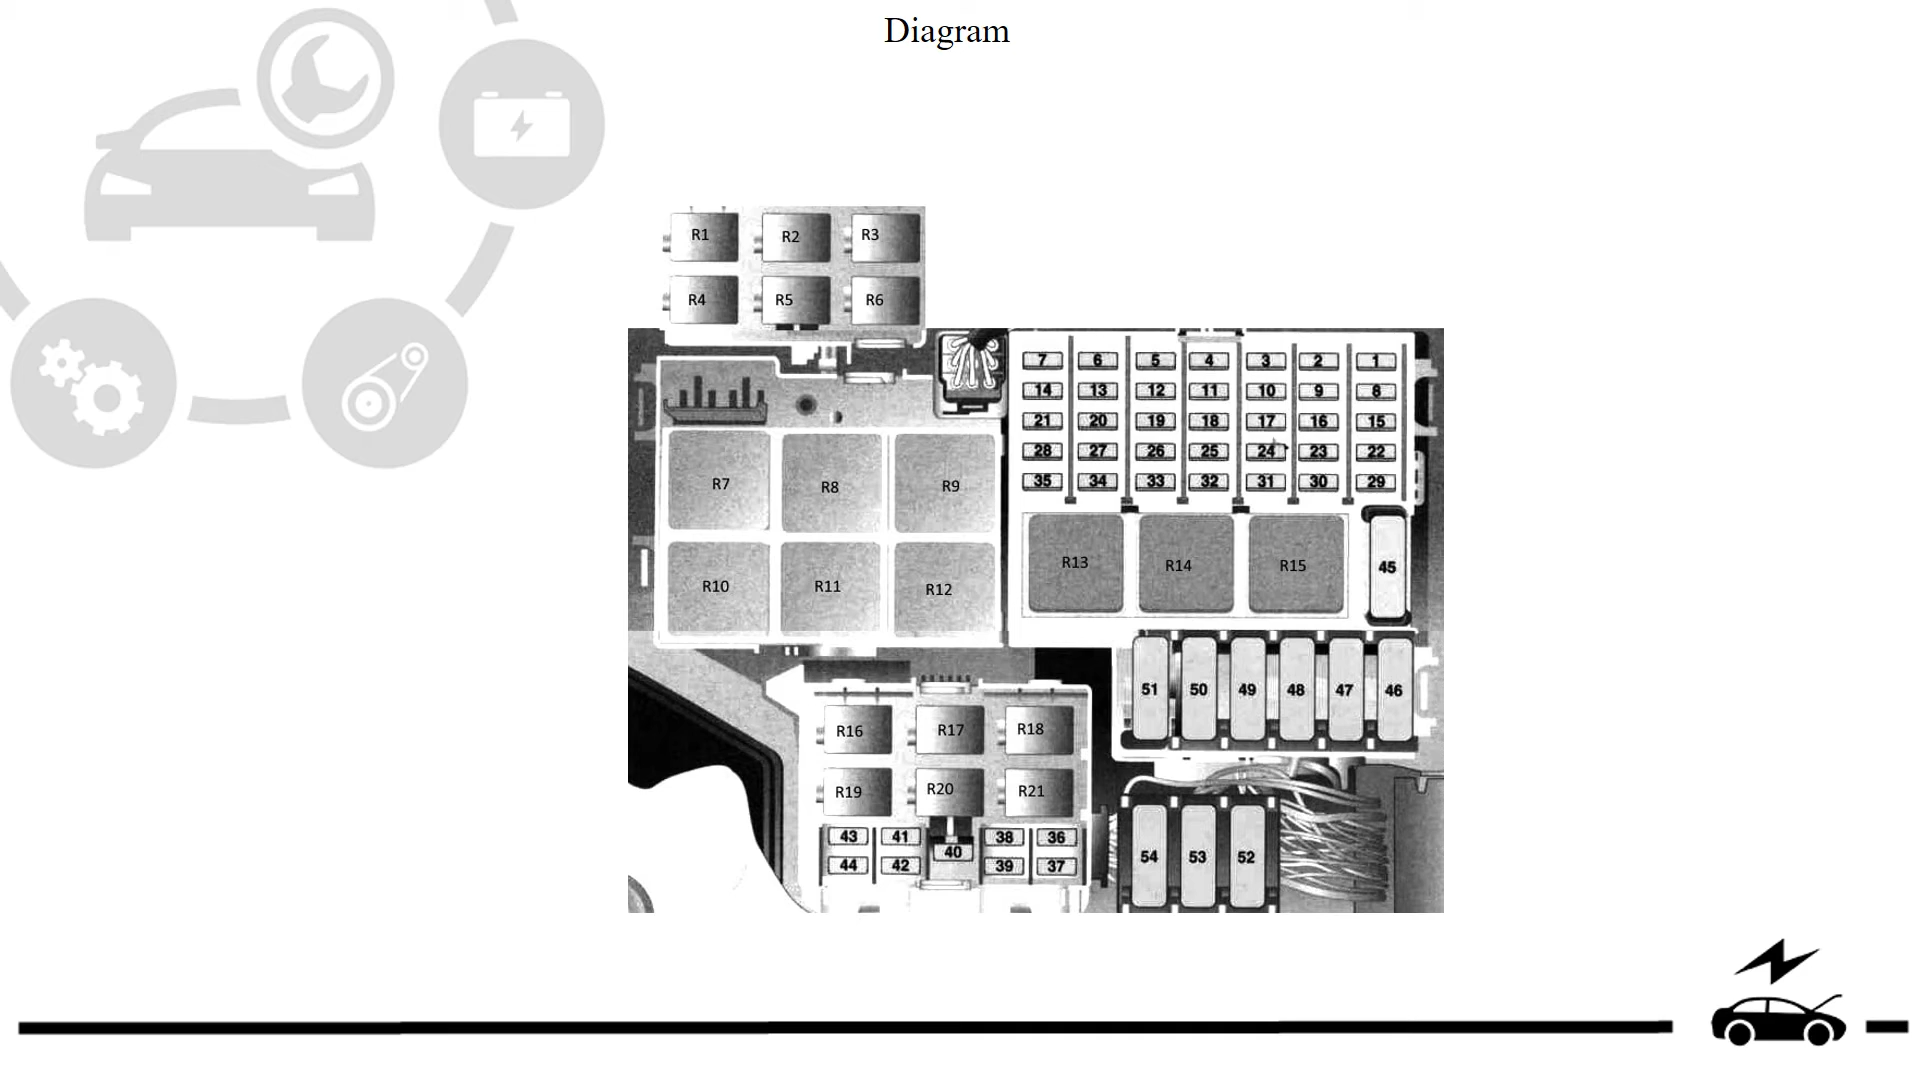 Diagram
R1 R2 R3
R4 R5 R6
7 6 5 4 3 2 1
14 13 12 11 10 9 8
21 20 19 18 17 16 15
28 27 26 25 24 23 22
35 34 33 32 31 30 29
R7 R8 R9
R10 R11 R12
R13 R14 R15 45
51 50 49 48 47 46
R16 R17 R18
R19 R20 R21
43 41 40 38 36
44 42 39 37
54 53 52